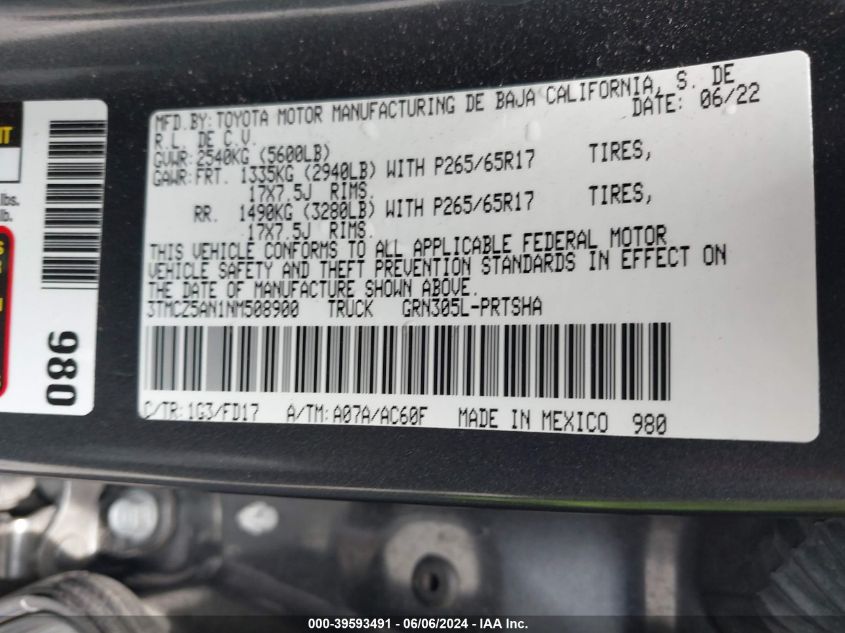 MFD.BY:TOYOTA MOTOR MANUFACTURING DE BAJA CALIFORNIA, S. DE
R.L. DE C.V. DATE: 06/22
GVWR:2540KG (5600LB)
GAWR:FRT. 1335KG (2940LB) WITH P265/65R17 TIRES,
17X7.5J RIMS,
RR. 1490KG (3280LB) WITH P265/65R17 TIRES,
17X7.5J RIMS.
THIS VEHICLE CONFORMS TO ALL APPLICABLE FEDERAL MOTOR
VEHICLE SAFETY AND THEFT PREVENTION STANDARDS IN EFFECT ON
THE DATE OF MANUFACTURE SHOWN ABOVE.
3TMCZ5AN1NM508900 TRUCK GRN305L-PRTSHA
C/TR:1G3/FD17 A/TM:A07A/AC60F MADE IN MEXICO 980
lbs.
lb.
980
000-39593491 - 06/06/2024 - IAA Inc.